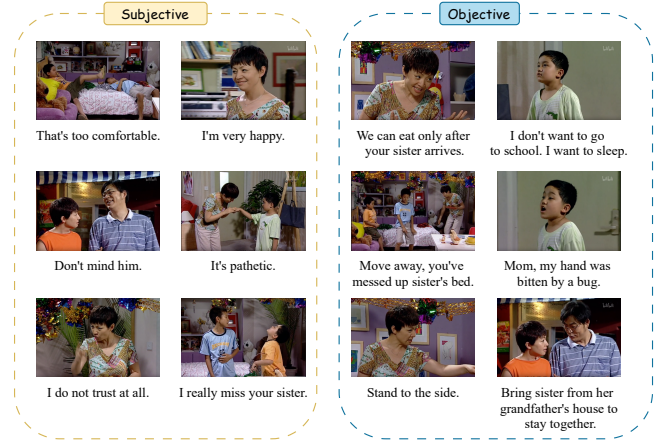 Subjective
Objective
That's too comfortable.
I'm very happy.
We can eat only after
your sister arrives.
I don't want to go
to school. I want to sleep.
Don't mind him.
It's pathetic.
Move away, you've
messed up sister's bed.
Mom, my hand was
bitten by a bug.
I do not trust at all.
I really miss your sister.
Stand to the side.
Bring sister from her
grandfather's house to
stay together.